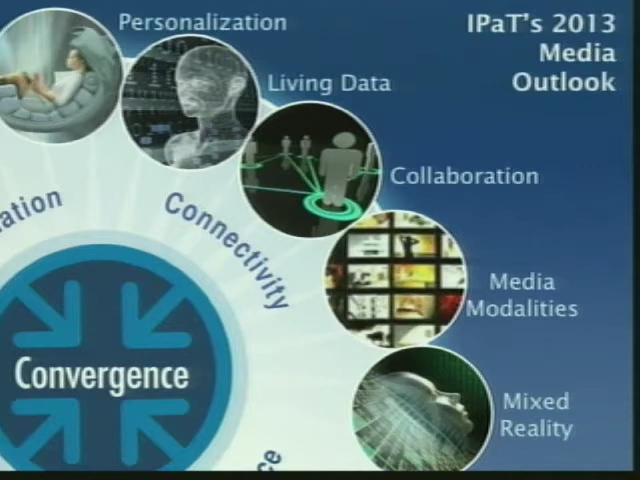 Personalization
IPaT's 2013
Media
Outlook
Living Data
Collaboration
Connectivity
Media
Modalities
Convergence
Mixed
Reality